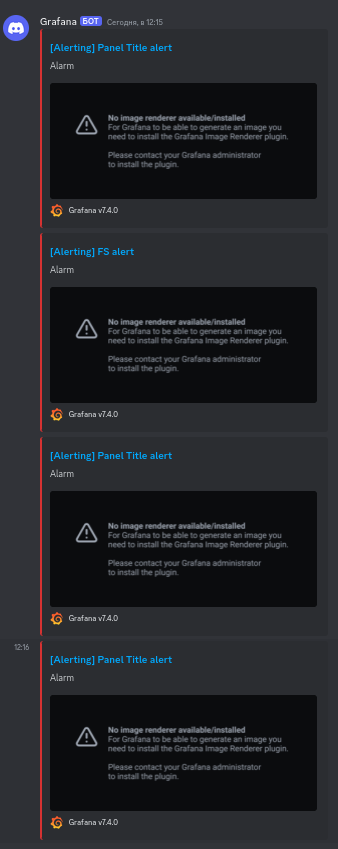 Grafana БОТ Сегодня, в 12:15
[Alerting] Panel Title alert
Alarm
No image renderer available/installed
For Grafana to be able to generate an image you
need to install the Grafana Image Renderer plugin.
Please contact your Grafana administrator
to install the plugin.
Grafana v7.4.0
[Alerting] FS alert
Alarm
No image renderer available/installed
For Grafana to be able to generate an image you
need to install the Grafana Image Renderer plugin.
Please contact your Grafana administrator
to install the plugin.
Grafana v7.4.0
[Alerting] Panel Title alert
Alarm
No image renderer available/installed
For Grafana to be able to generate an image you
need to install the Grafana Image Renderer plugin.
Please contact your Grafana administrator
to install the plugin.
Grafana v7.4.0
12:16
[Alerting] Panel Title alert
Alarm
No image renderer available/installed
For Grafana to be able to generate an image you
need to install the Grafana Image Renderer plugin.
Please contact your Grafana administrator
to install the plugin.
Grafana v7.4.0